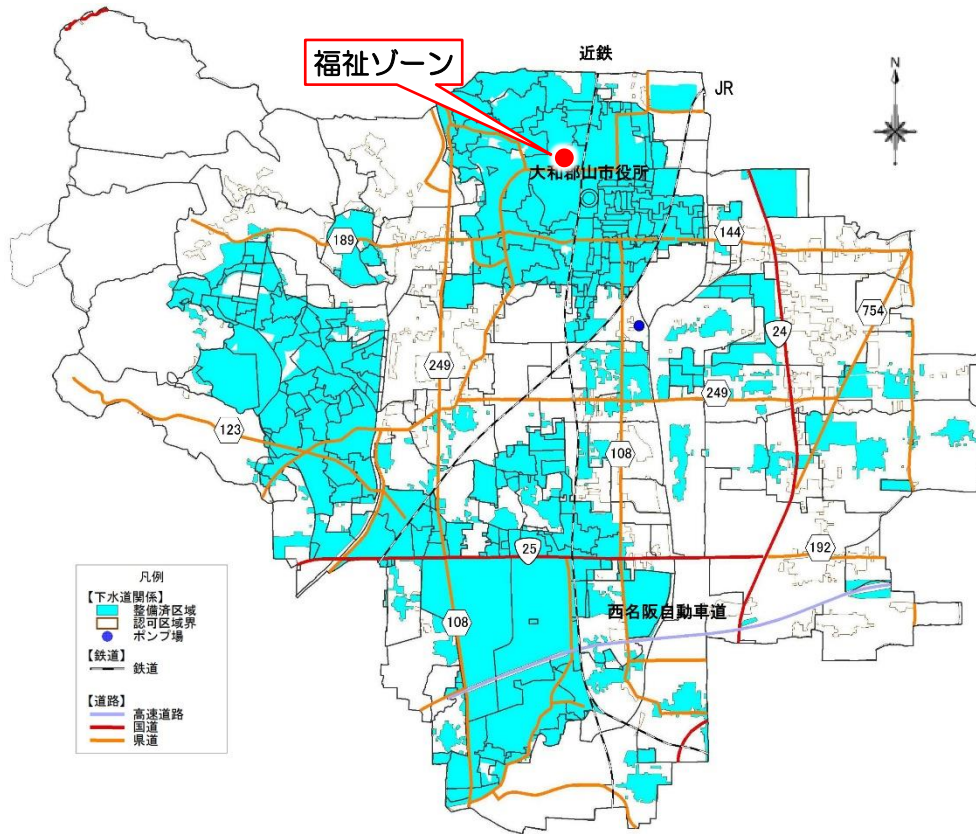 福祉ゾーン
近鉄
JR
N
大和郡山市役所
144
189
754
24
249
249
123
108
25
192
西名阪自動車道
108
凡例
【下水道関係】
整備済区域
認可区域界
ポンプ場
【鉄道】
鉄道
【道路】
高速道路
国道
県道